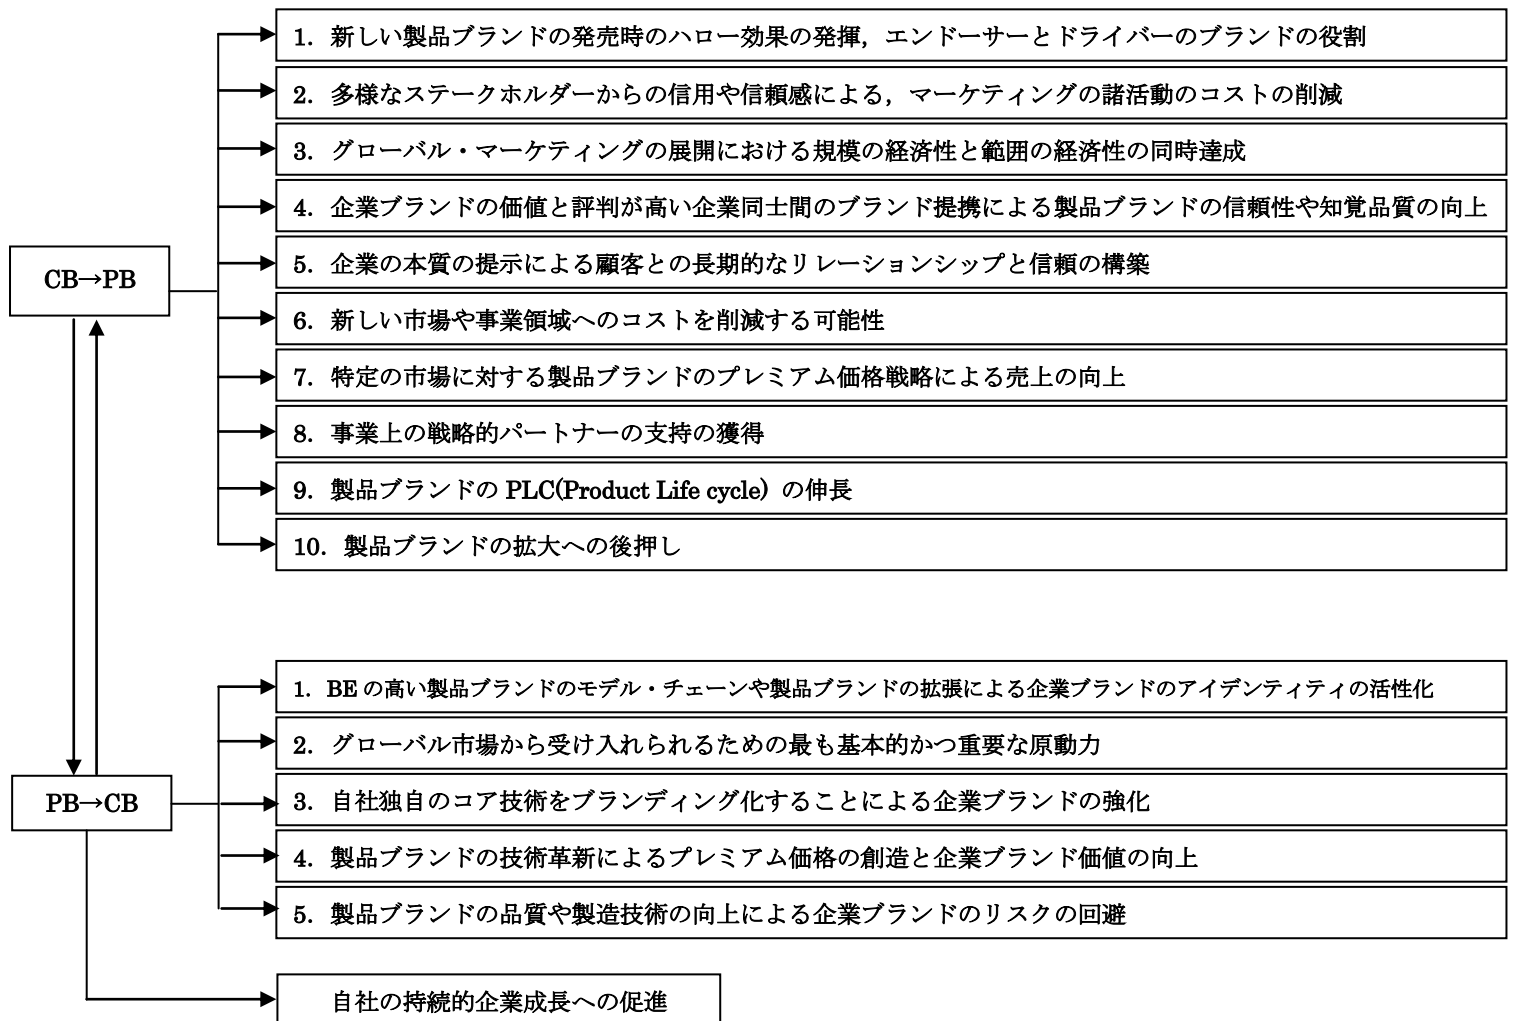 1. 新しい製品ブランドの発売時のハロー効果の発揮，エンドーサーとドライバーのブランドの役割
2. 多様なステークホルダーからの信用や信頼感による，マーケティングの諸活動のコストの削減
3. グローバル・マーケティングの展開における規模の経済性と範囲の経済性の同時達成
4. 企業ブランドの価値と評判が高い企業同士間のブランド提携による製品ブランドの信頼性や知覚品質の向上
CB→PB
5. 企業の本質の提示による顧客との長期的なリレーションシップと信頼の構築
6. 新しい市場や事業領域へのコストを削減する可能性
7. 特定の市場に対する製品ブランドのプレミアム価格戦略による売上の向上
8. 事業上の戦略的パートナーの支持の獲得
9. 製品ブランドの PLC(Product Life cycle) の伸長
10. 製品ブランドの拡大への後押し
1. BE の高い製品ブランドのモデル・チェーンや製品ブランドの拡張による企業ブランドのアイデンティティの活性化
2. グローバル市場から受け入れられるための最も基本的かつ重要な原動力
PB→CB
3. 自社独自のコア技術をブランディング化することによる企業ブランドの強化
4. 製品ブランドの技術革新によるプレミアム価格の創造と企業ブランド価値の向上
5. 製品ブランドの品質や製造技術の向上による企業ブランドのリスクの回避
自社の持続的企業成長への促進